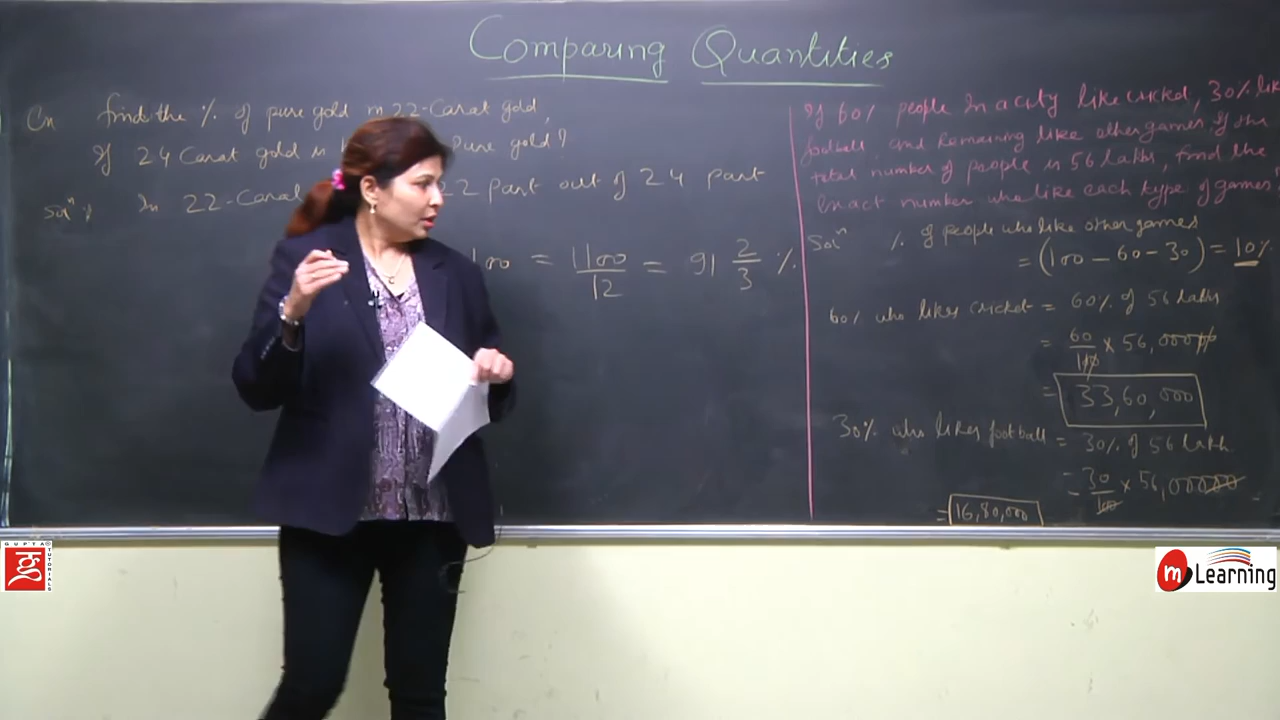 Comparing Quantities
Find the % of pure gold in 22-Carat gold,
If 24 Carat gold is Pure gold?
Solⁿ: In 22-Carat 22 part out of 24 part
100 = 1100/12 = 91 2/3 %
If 60% people in a city like cricket, 30% like
football and remaining like other games, If the
total number of people is 56 lakhs, find the
exact number who like each type of games.
Solⁿ % of people who like other games
= (100 - 60 - 30) = 10%
60% who likes cricket = 60% of 56 lakhs
= 60/100 × 56,00000
= 33,60,000
30% who likes football = 30% of 56 lakh
= 30/100 × 56,00000
= 16,80,000
GUPTA TUTORIALS
m Learning